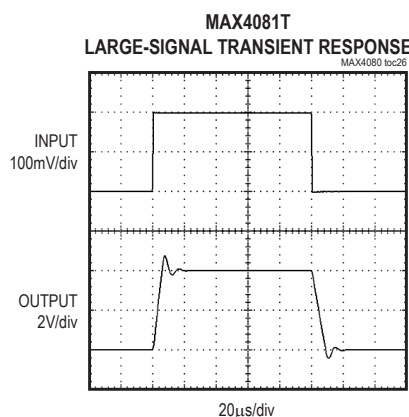 MAX4081T
LARGE-SIGNAL TRANSIENT RESPONSE
MAX4080 toc26
INPUT
100mV/div
OUTPUT
2V/div
20μs/div